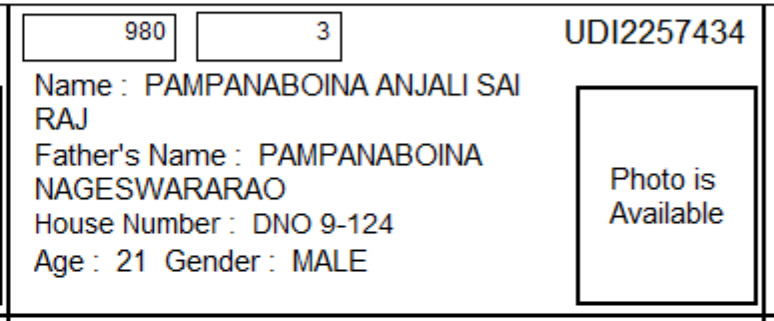 980 3 UDI2257434
Name : PAMPANABOINA ANJALI SAI
RAJ
Father's Name : PAMPANABOINA
NAGESWARARAO
House Number : DNO 9-124
Age : 21 Gender : MALE
Photo is
Available